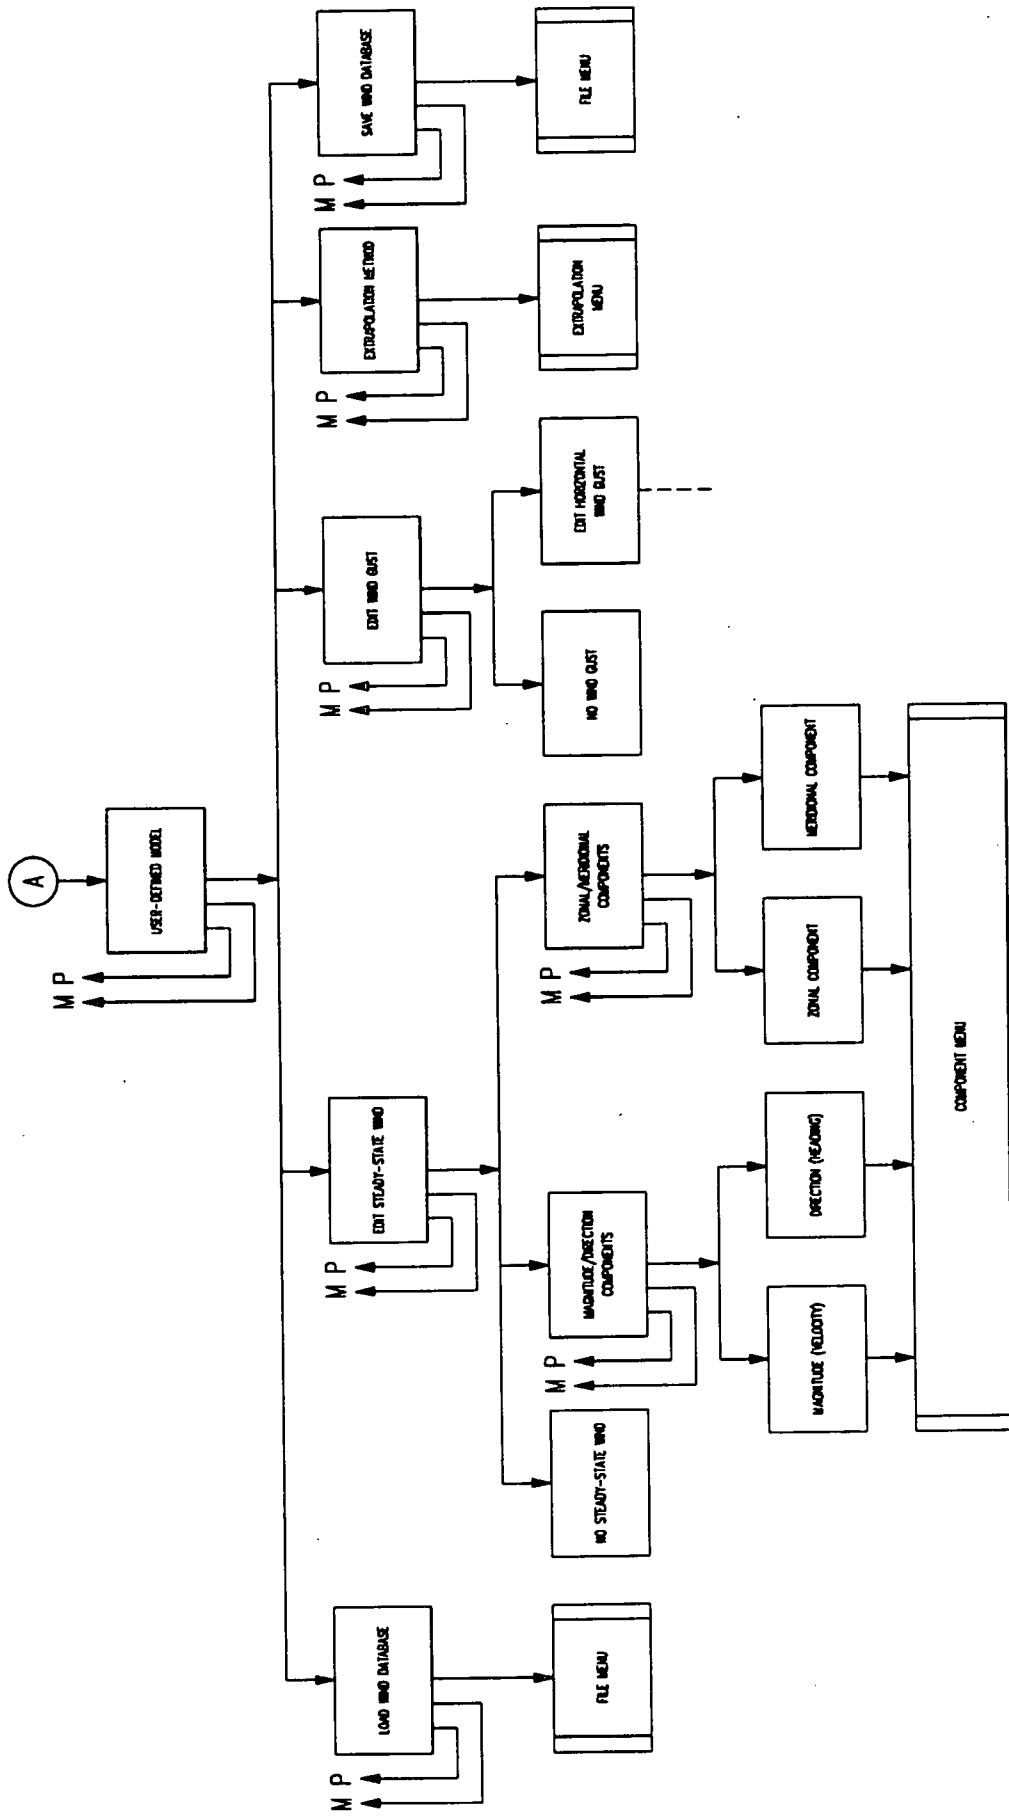 A
M P
USER-DEFINED MODEL
M P
LOAD WIND DATABASE
M P
EDIT STEADY-STATE WIND
M P
EDIT WIND GUST
M P
EXTRAPOLATION METHOD
M P
SAVE WIND DATABASE
FILE MENU
NO STEADY-STATE WIND
M P
MAGNITUDE/DIRECTION
COMPONENTS
M P
ZONAL/MERIDIONAL
COMPONENTS
NO WIND GUST
EDIT HORIZONTAL
WIND GUST
EXTRAPOLATION
MENU
FILE MENU
MAGNITUDE (VELOCITY)
DIRECTION (HEADING)
ZONAL COMPONENT
MERIDIONAL COMPONENT
COMPONENT MENU